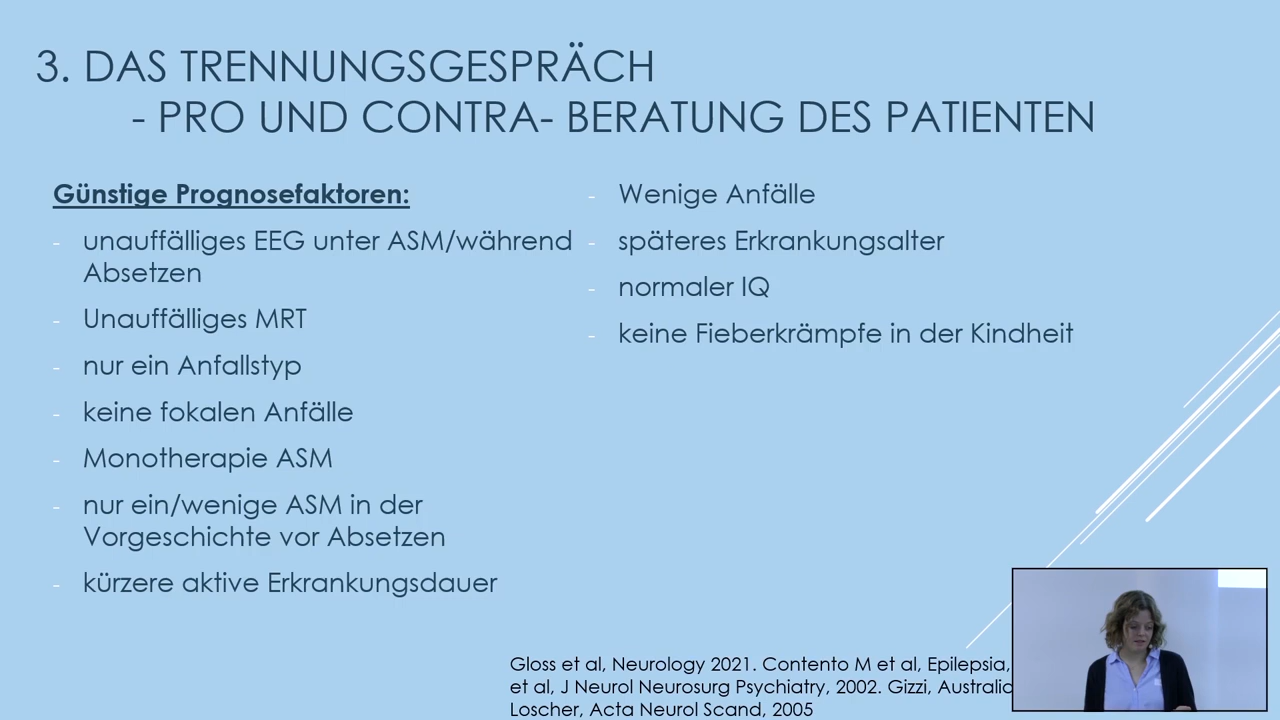 3. DAS TRENNUNGSGESPRÄCH
- PRO UND CONTRA- BERATUNG DES PATIENTEN
Günstige Prognosefaktoren:
- unauffälliges EEG unter ASM/während
Absetzen
- Unauffälliges MRT
- nur ein Anfallstyp
- keine fokalen Anfälle
- Monotherapie ASM
- nur ein/wenige ASM in der
Vorgeschichte vor Absetzen
- kürzere aktive Erkrankungsdauer
- Wenige Anfälle
- späteres Erkrankungsalter
- normaler IQ
- keine Fieberkrämpfe in der Kindheit
Gloss et al, Neurology 2021. Contento M et al, Epilepsia,
et al, J Neurol Neurosurg Psychiatry, 2002. Gizzi,
Loscher, Acta Neurol Scand, 2005